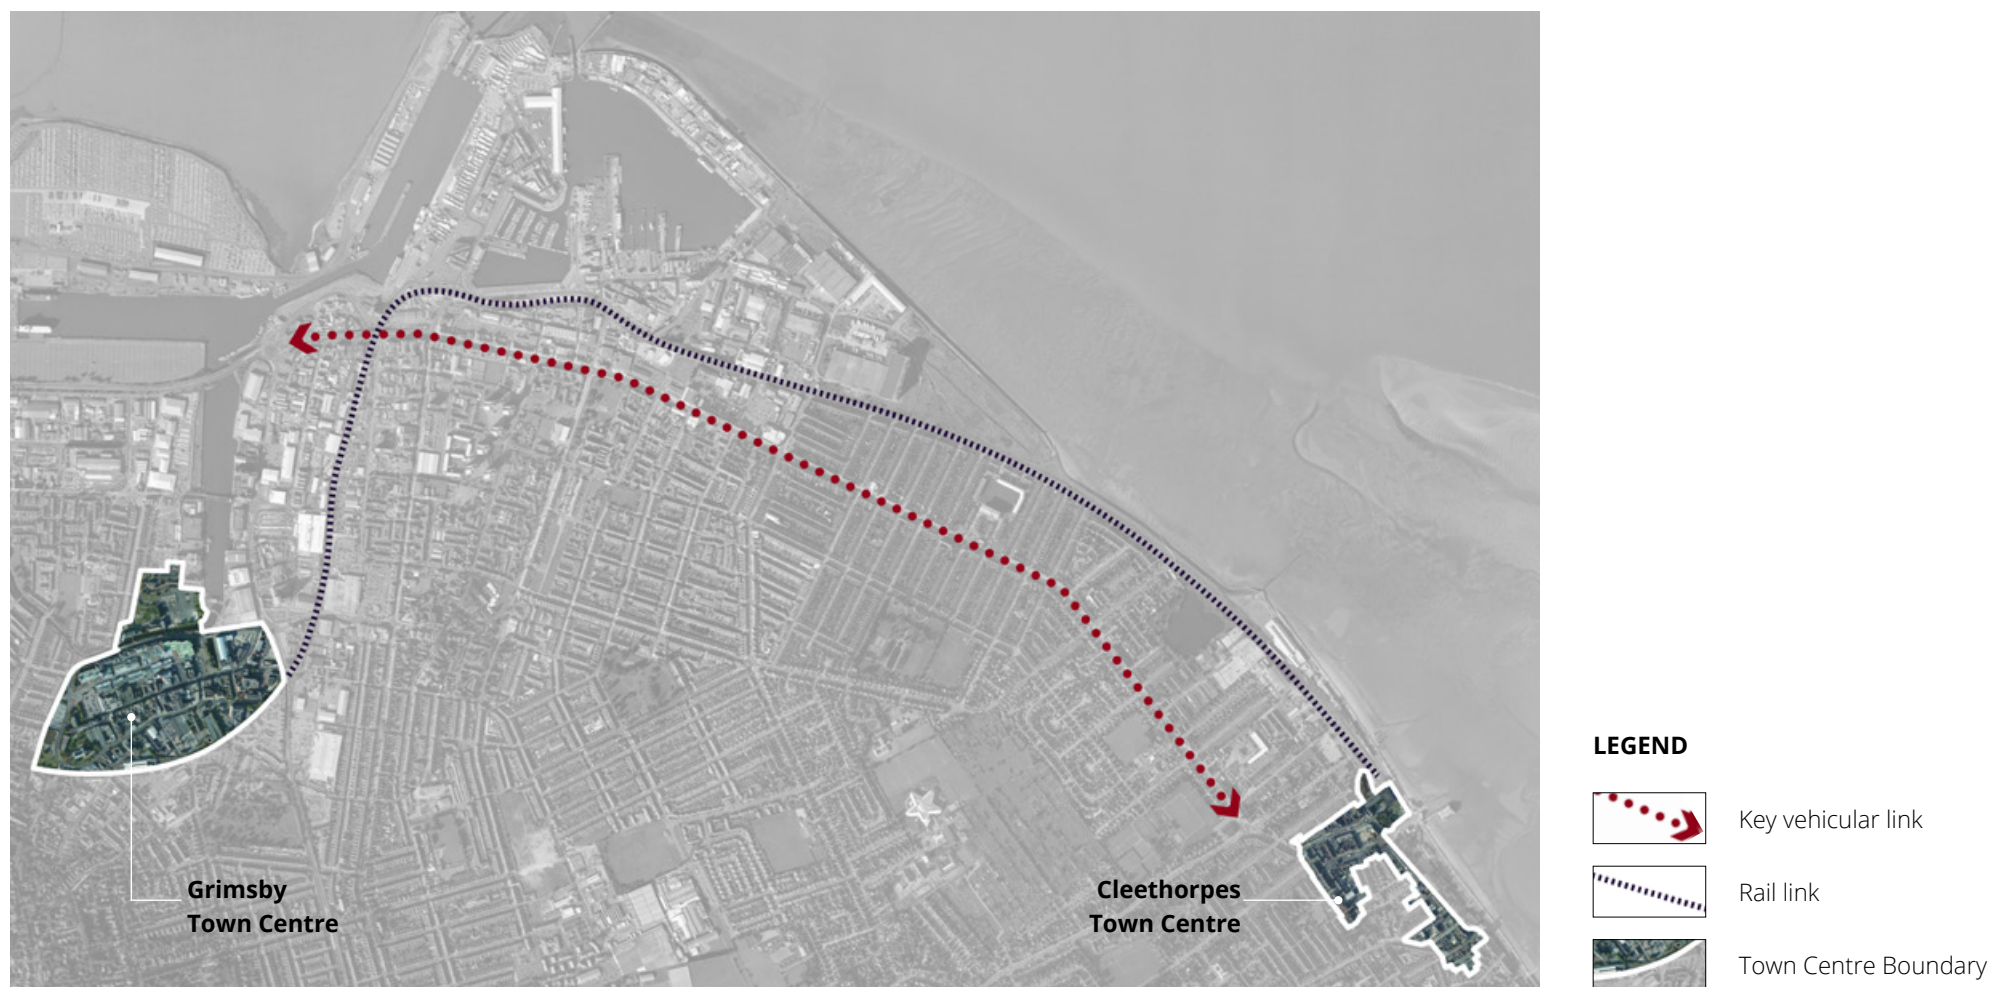 Grimsby
Town Centre
Cleethorpes
Town Centre
LEGEND
Key vehicular link
Rail link
Town Centre Boundary